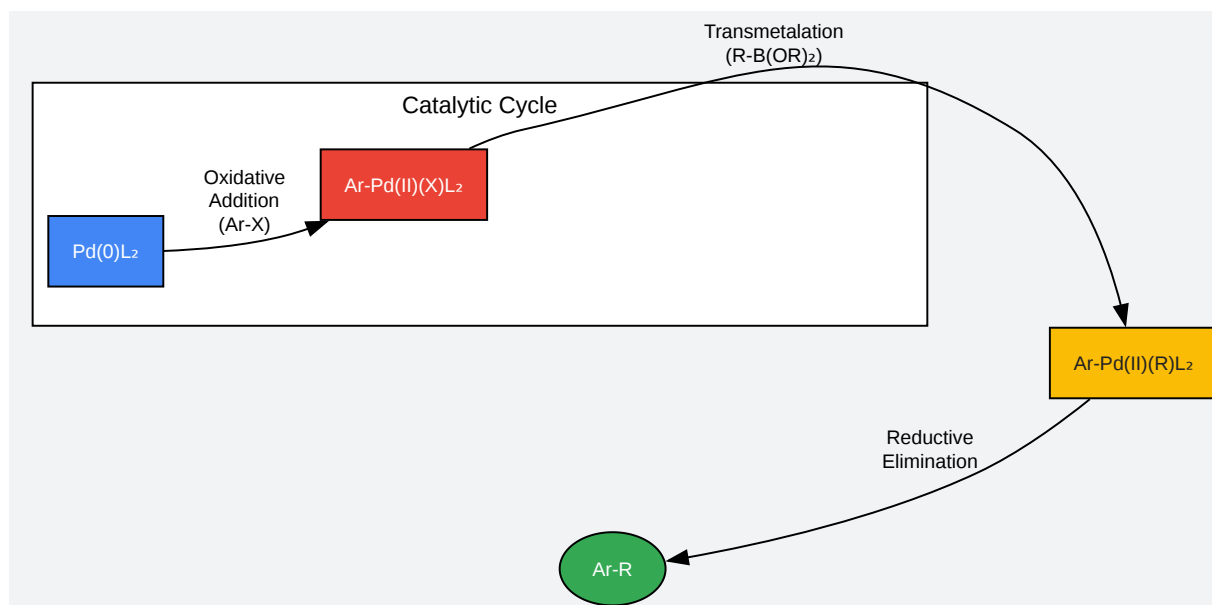 Transmetalation
(R-B(OR)₂)
Catalytic Cycle
Oxidative
Addition
(Ar-X)
Ar-Pd(II)(X)L₂
Pd(0)L₂
Ar-Pd(II)(R)L₂
Reductive
Elimination
Ar-R